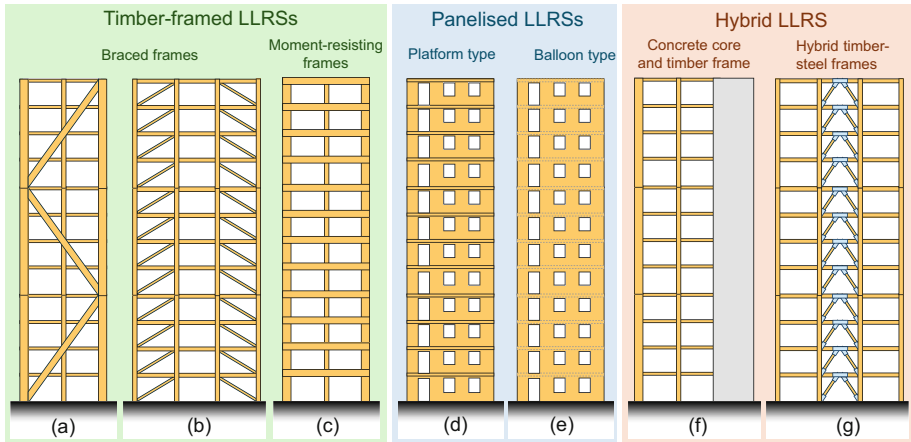 Timber-framed LLRSs
Braced frames
Moment-resisting
frames
Panelised LLRSs
Platform type
Balloon type
Hybrid LLRS
Concrete core
and timber frame
Hybrid timber-
steel frames
(a)
(b)
(c)
(d)
(e)
(f)
(g)